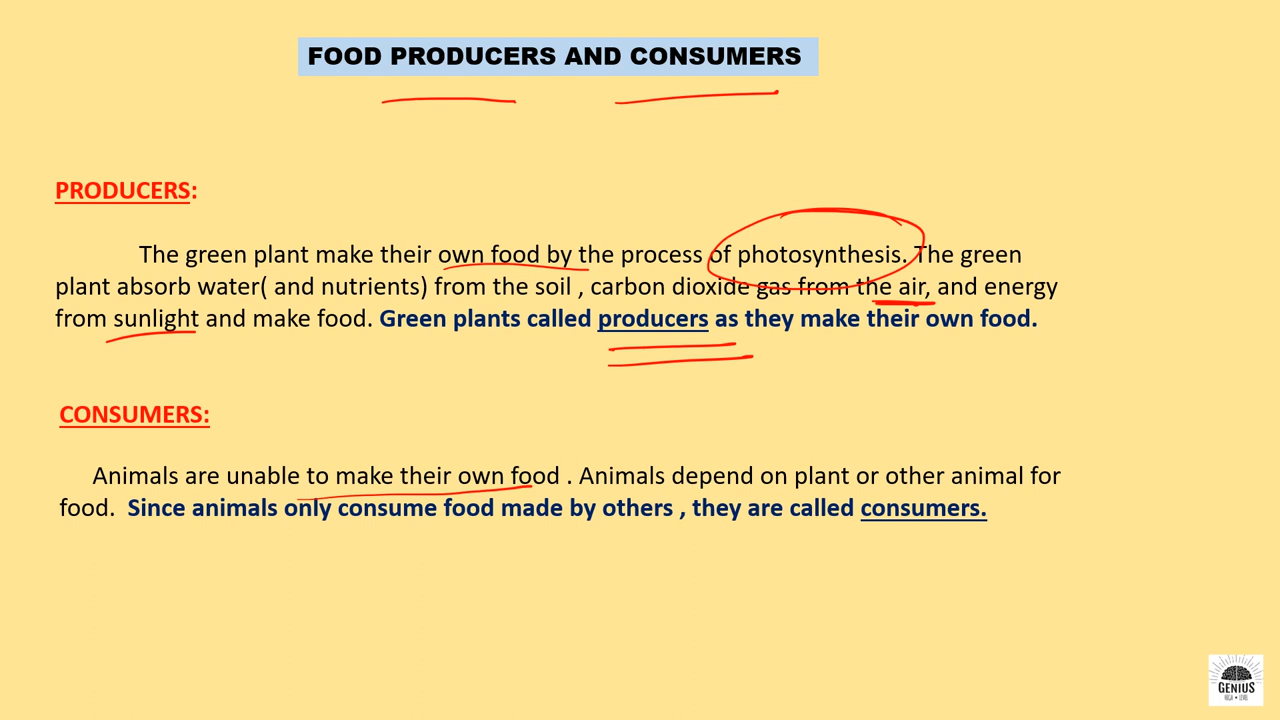 FOOD PRODUCERS AND CONSUMERS
PRODUCERS:
The green plant make their own food by the process of photosynthesis. The green
plant absorb water( and nutrients) from the soil , carbon dioxide gas from the air, and energy
from sunlight and make food. Green plants called producers as they make their own food.
CONSUMERS:
Animals are unable to make their own food . Animals depend on plant or other animal for
food. Since animals only consume food made by others , they are called consumers.
GENIUS
HIGH LEVEL